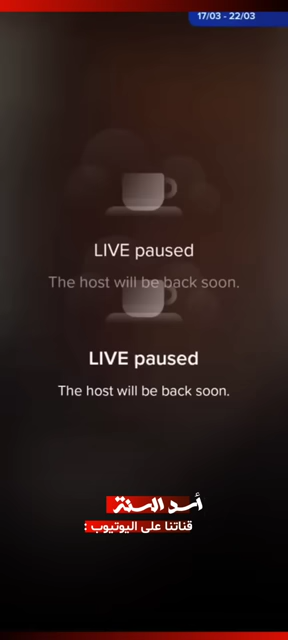 17/03 - 22/03
LIVE paused
The host will be back soon.
LIVE paused
The host will be back soon.
أسد السنتر
قناتنا على اليوتيوب :